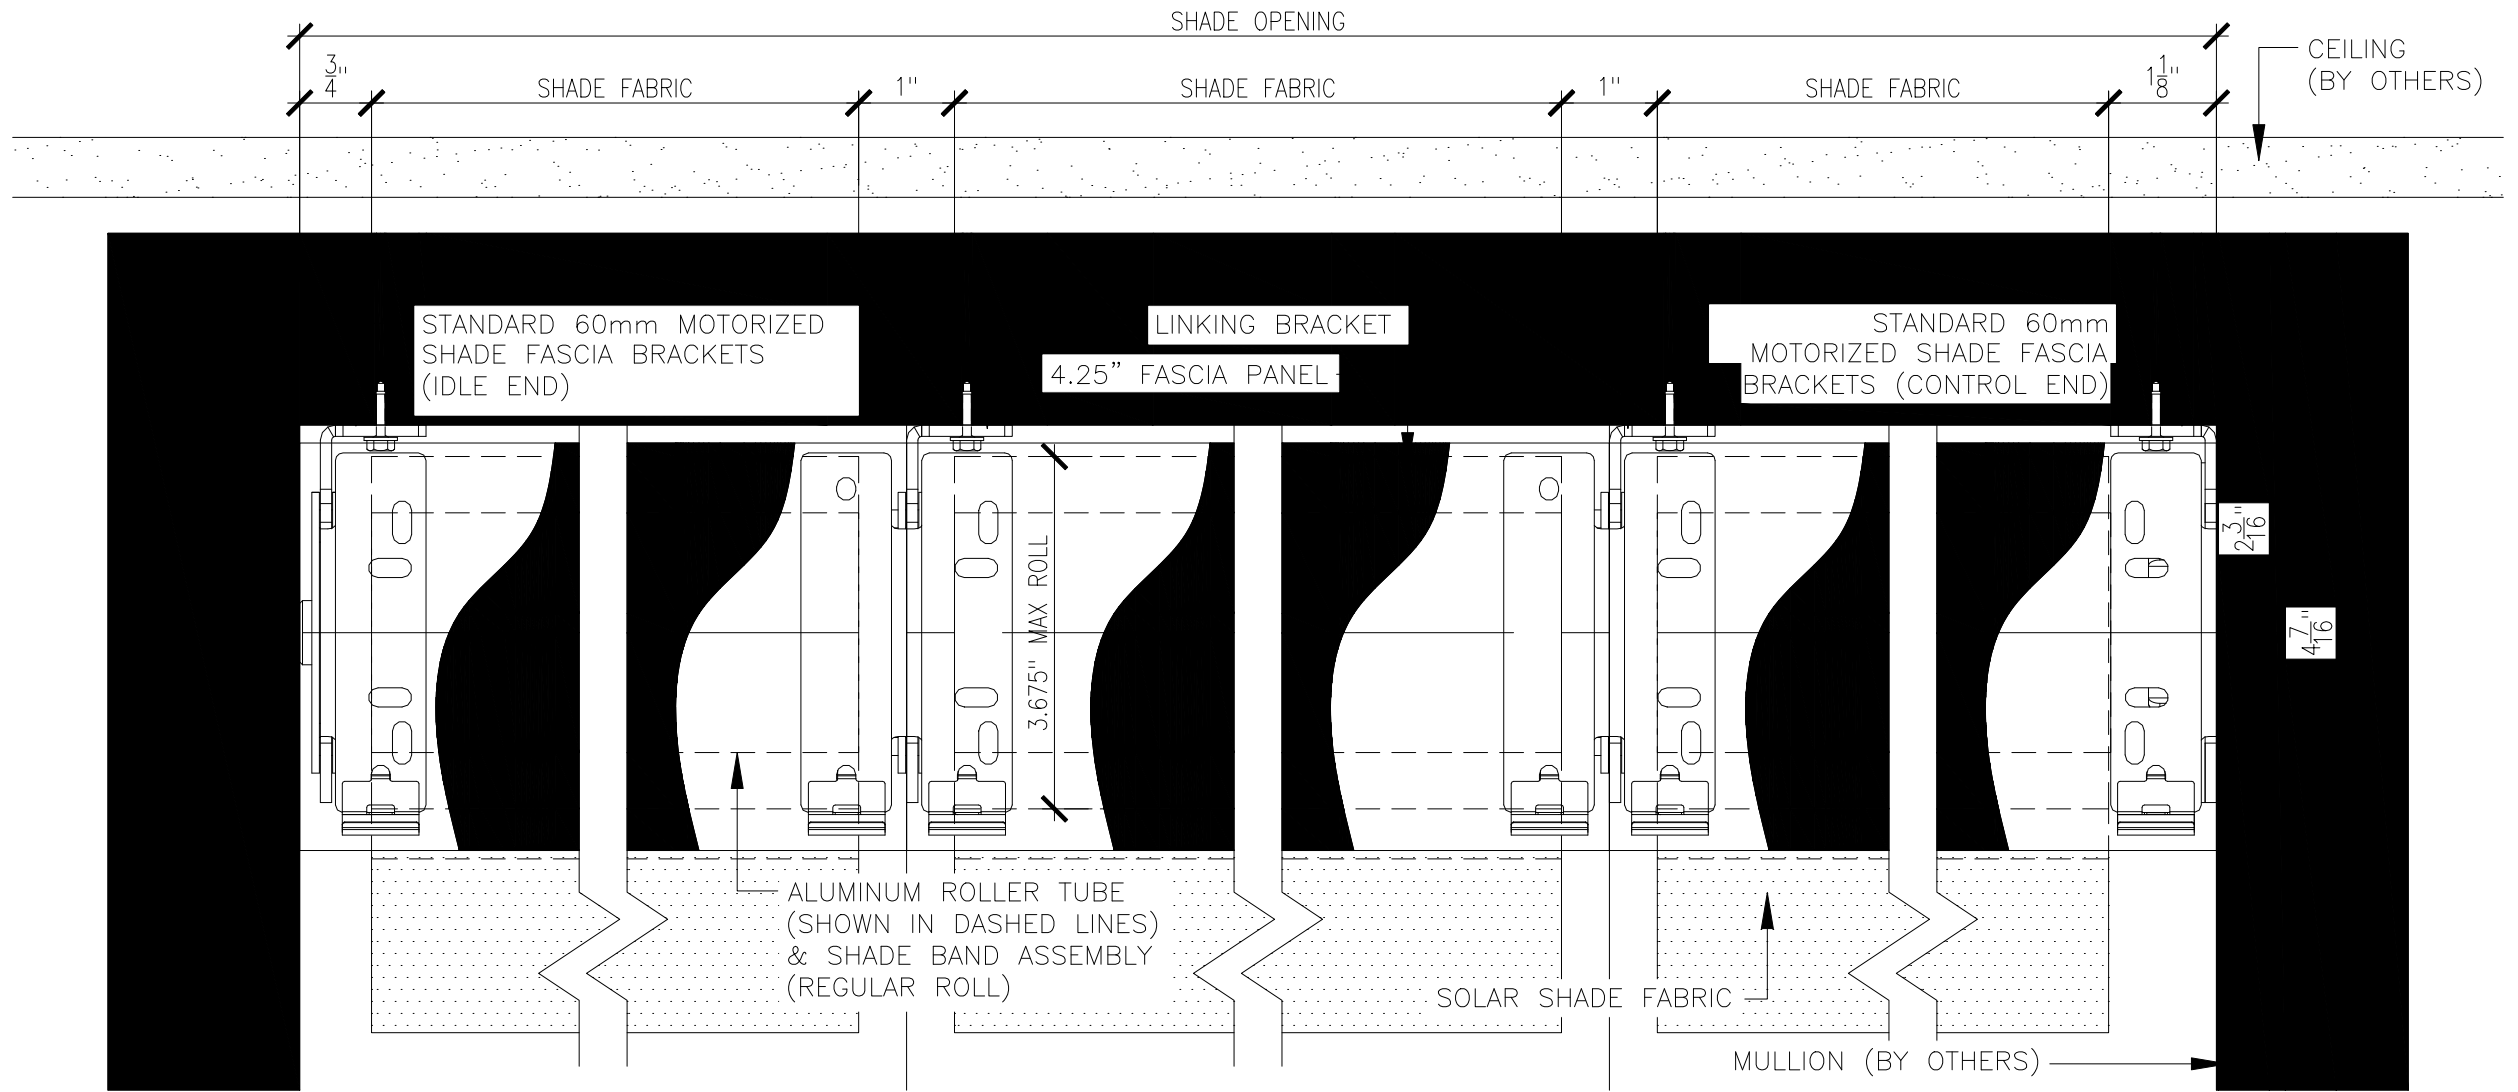 SHADE OPENING
CEILING
(BY OTHERS)
3/4"
SHADE FABRIC
1"
SHADE FABRIC
1"
SHADE FABRIC
1 1/8"
STANDARD 60mm MOTORIZED
SHADE FASCIA BRACKETS
(IDLE END)
LINKING BRACKET
4.25” FASCIA PANEL
STANDARD 60mm
MOTORIZED SHADE FASCIA
BRACKETS (CONTROL END)
3.675" MAX ROLL
2 3/16"
4 7/16"
ALUMINUM ROLLER TUBE
(SHOWN IN DASHED LINES)
& SHADE BAND ASSEMBLY
(REGULAR ROLL)
SOLAR SHADE FABRIC
MULLION (BY OTHERS)